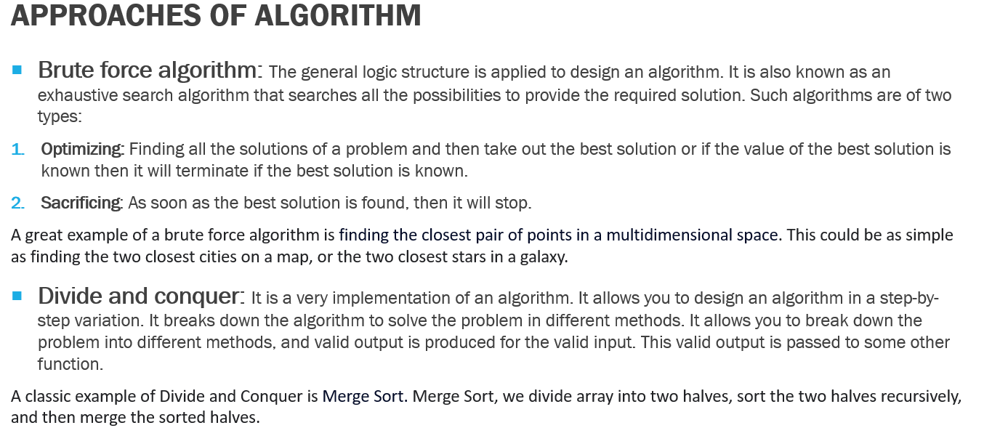 APPROACHES OF ALGORITHM
Brute force algorithm: The general logic structure is applied to design an algorithm. It is also known as an
exhaustive search algorithm that searches all the possibilities to provide the required solution. Such algorithms are of two
types:
1. Optimizing: Finding all the solutions of a problem and then take out the best solution or if the value of the best solution is
known then it will terminate if the best solution is known.
2. Sacrificing: As soon as the best solution is found, then it will stop.
A great example of a brute force algorithm is finding the closest pair of points in a multidimensional space. This could be as simple
as finding the two closest cities on a map, or the two closest stars in a galaxy.
Divide and conquer: It is a very implementation of an algorithm. It allows you to design an algorithm in a step-by-
step variation. It breaks down the algorithm to solve the problem in different methods. It allows you to break down the
problem into different methods, and valid output is produced for the valid input. This valid output is passed to some other
function.
A classic example of Divide and Conquer is Merge Sort. Merge Sort, we divide array into two halves, sort the two halves recursively,
and then merge the sorted halves.